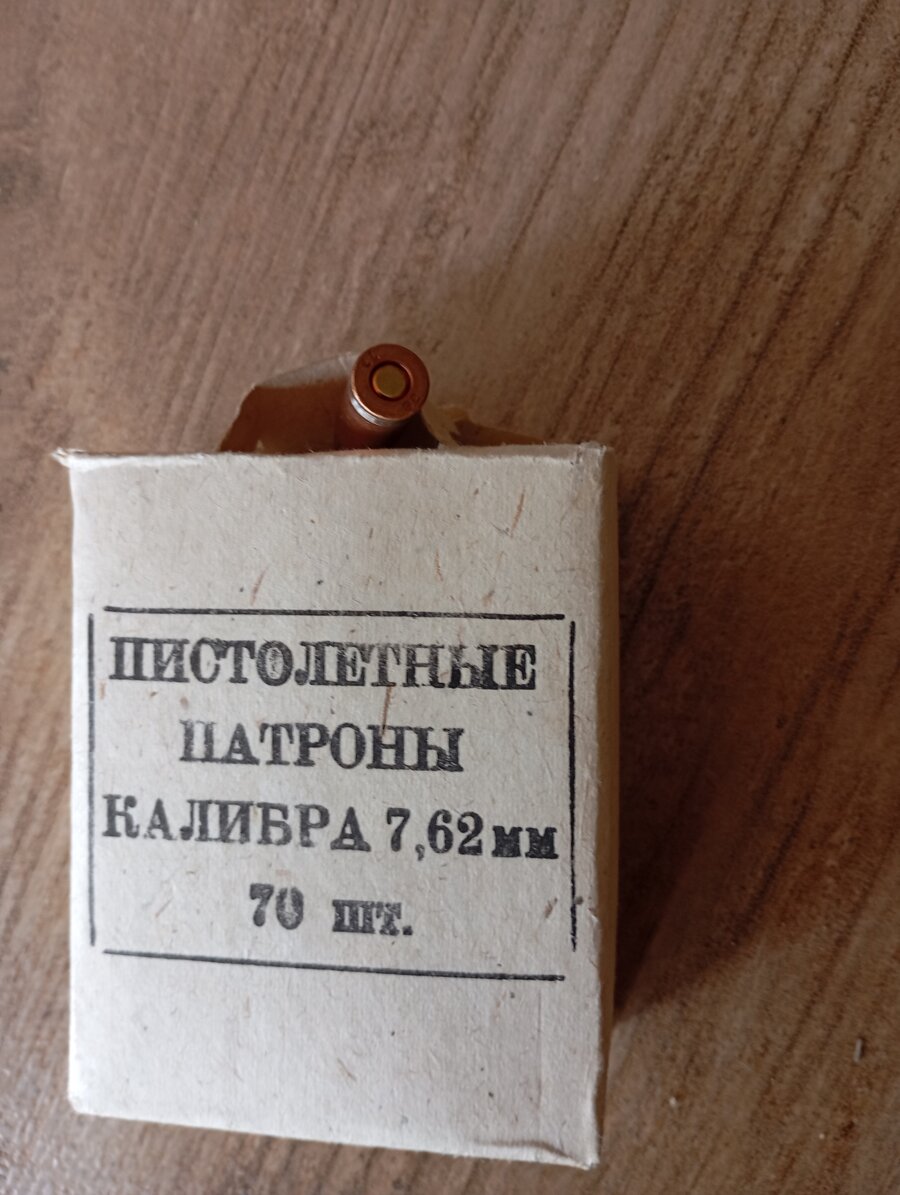 ПИСТОЛЕТНЫЕ
ПАТРОНЫ
КАЛИБРА 7,62 мм
70 шт.